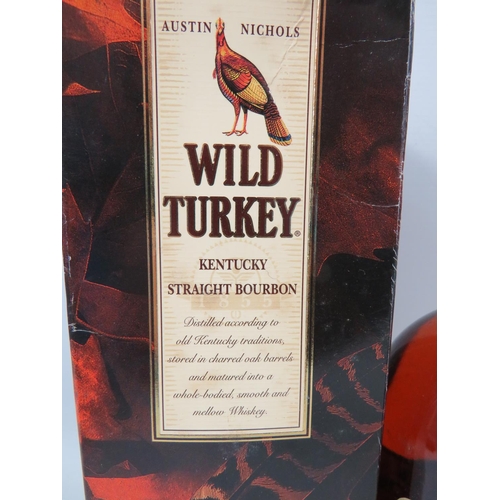 AUSTIN NICHOLS
WILD
TURKEY®
KENTUCKY
STRAIGHT BOURBON
1855
Distilled according to
old Kentucky traditions,
stored in charred oak barrels
and matured into a
whole-bodied, smooth and
mellow Whiskey.